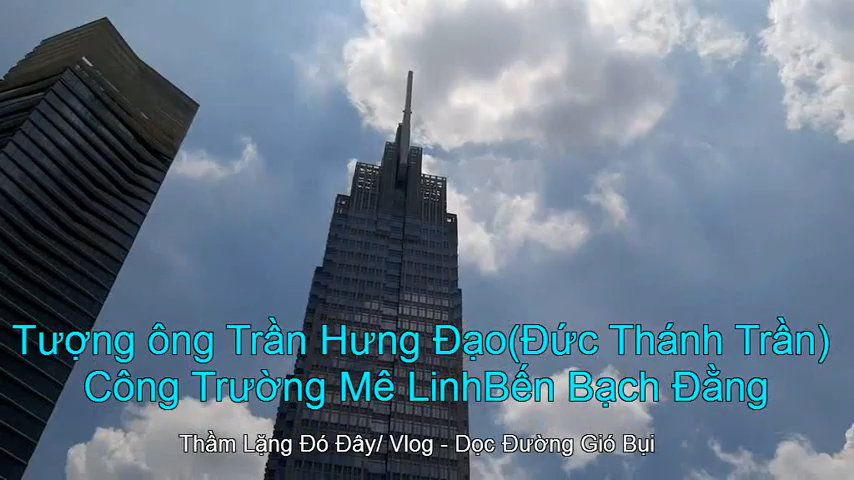 Tượng ông Trần Hưng Đạo(Đức Thánh Trần)
Công Trường Mê LinhBến Bạch Đằng
Thầm Lặng Đó Đây/ Vlog - Dọc Đường Gió Bụi